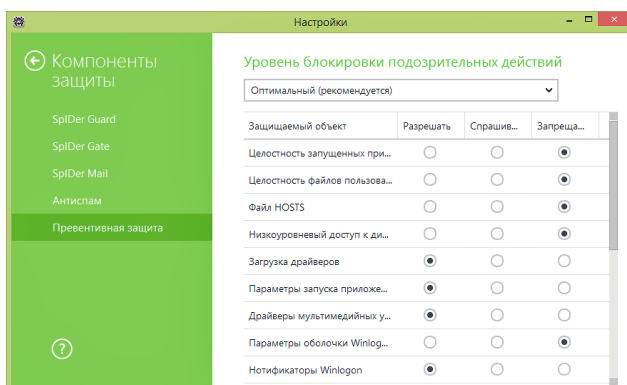 Настройки
Компоненты
защиты
SpIDer Guard
SpIDer Gate
SpIDer Mail
Антиспам
Превентивная защита
?
Уровень блокировки подозрительных действий
Оптимальный (рекомендуется)
Защищаемый объект Разрешать Спрашив... Запреща...
Целостность запущенных при...
Целостность файлов пользова...
Файл HOSTS
Низкоуровневый доступ к ди...
Загрузка драйверов
Параметры запуска приложе...
Драйверы мультимедийных у...
Параметры оболочки Winlog...
Нотификаторы Winlogon